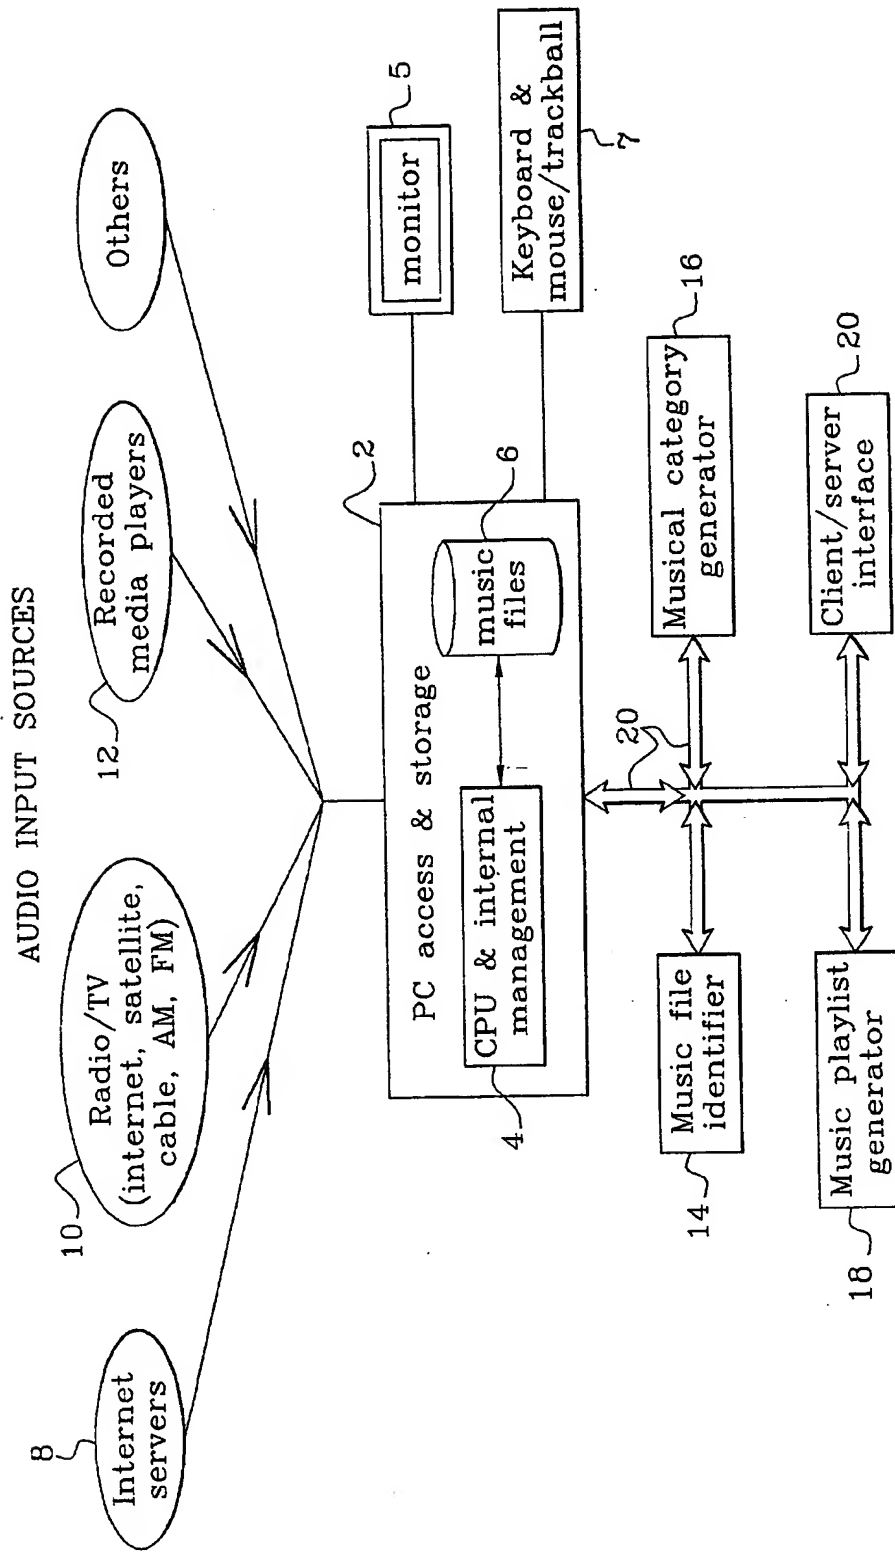 AUDIO INPUT SOURCES
8
Internet
servers
10
Radio/TV
(internet, satellite,
cable, AM, FM)
12
Recorded
media players
Others
2
PC access & storage
4
CPU & internal
management
6
music
files
5
monitor
Keyboard &
mouse/trackball
7
20
14
Music file
identifier
16
Musical category
generator
18
Music playlist
generator
20
Client/server
interface